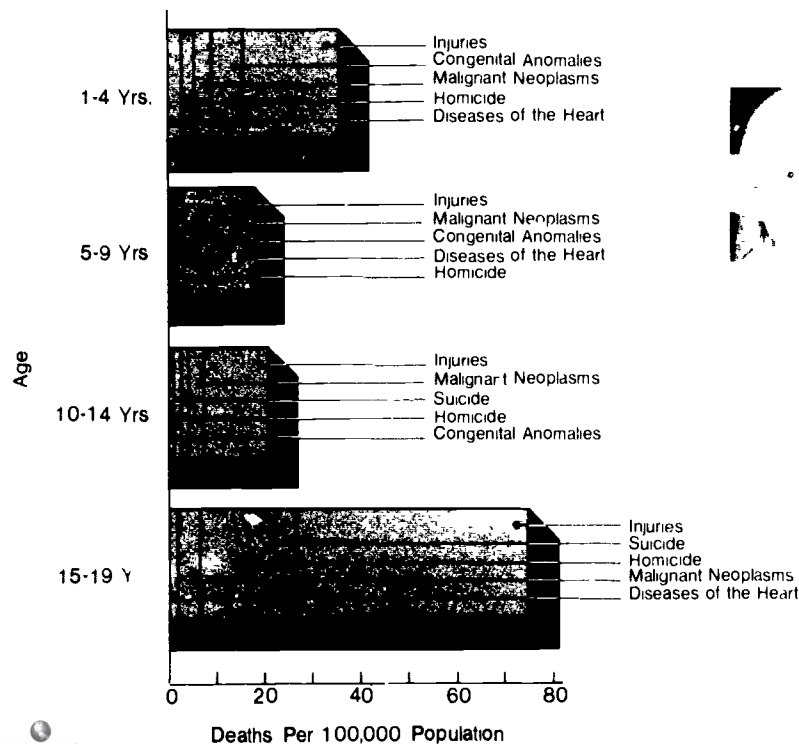 Injuries
Congenital Anomalies
Malignant Neoplasms
1-4 Yrs.
Homicide
Diseases of the Heart
Injuries
Malignant Neoplasms
Congenital Anomalies
5-9 Yrs
Diseases of the Heart
Homicide
Age
Injuries
Malignant Neoplasms
Suicide
10-14 Yrs
Homicide
Congenital Anomalies
Injuries
Suicide
Homicide
15-19 Y
Malignant Neoplasms
Diseases of the Heart
0 20 40 60 80
Deaths Per 100,000 Population